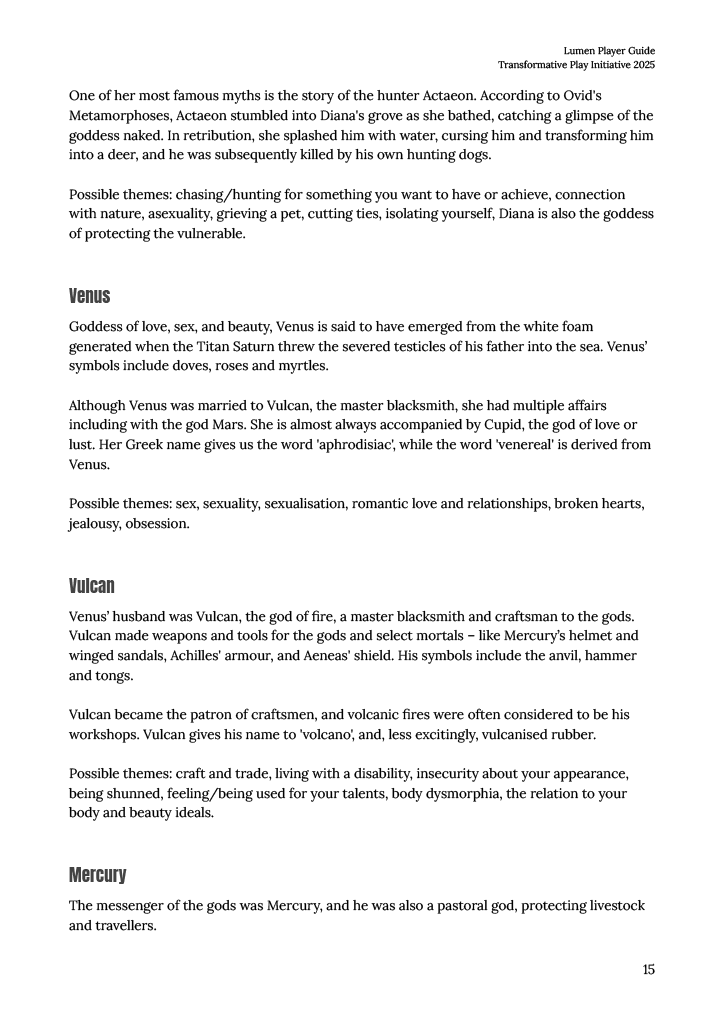 Lumen Player Guide
Transformative Play Initiative 2025
One of her most famous myths is the story of the hunter Actaeon. According to Ovid's
Metamorphoses, Actaeon stumbled into Diana's grove as she bathed, catching a glimpse of the
goddess naked. In retribution, she splashed him with water, cursing him and transforming him
into a deer, and he was subsequently killed by his own hunting dogs.
Possible themes: chasing/hunting for something you want to have or achieve, connection
with nature, asexuality, grieving a pet, cutting ties, isolating yourself, Diana is also the goddess
of protecting the vulnerable.
Venus
Goddess of love, sex, and beauty, Venus is said to have emerged from the white foam
generated when the Titan Saturn threw the severed testicles of his father into the sea. Venus’
symbols include doves, roses and myrtles.
Although Venus was married to Vulcan, the master blacksmith, she had multiple affairs
including with the god Mars. She is almost always accompanied by Cupid, the god of love or
lust. Her Greek name gives us the word 'aphrodisiac', while the word 'venereal' is derived from
Venus.
Possible themes: sex, sexuality, sexualisation, romantic love and relationships, broken hearts,
jealousy, obsession.
Vulcan
Venus’ husband was Vulcan, the god of fire, a master blacksmith and craftsman to the gods.
Vulcan made weapons and tools for the gods and select mortals – like Mercury’s helmet and
winged sandals, Achilles' armour, and Aeneas' shield. His symbols include the anvil, hammer
and tongs.
Vulcan became the patron of craftsmen, and volcanic fires were often considered to be his
workshops. Vulcan gives his name to 'volcano', and, less excitingly, vulcanised rubber.
Possible themes: craft and trade, living with a disability, insecurity about your appearance,
being shunned, feeling/being used for your talents, body dysmorphia, the relation to your
body and beauty ideals.
Mercury
The messenger of the gods was Mercury, and he was also a pastoral god, protecting livestock
and travellers.
15